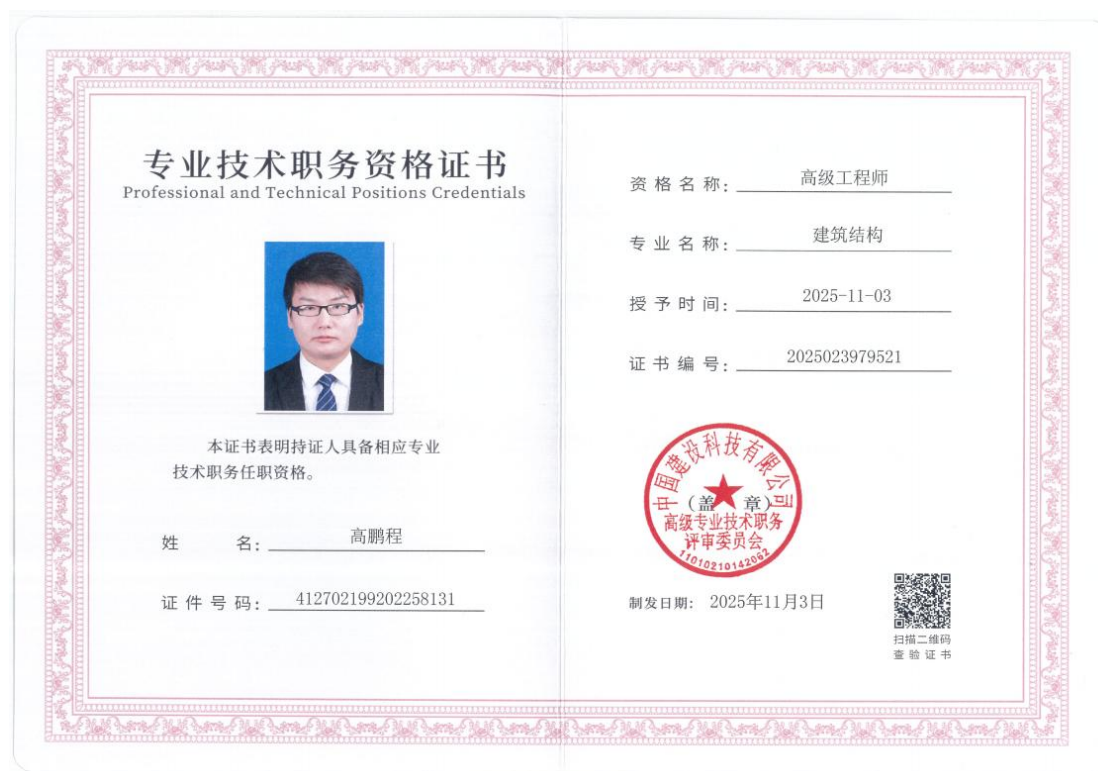 专业技术职务资格证书
Professional and Technical Positions Credentials
本证书表明持证人具备相应专业
技术职务任职资格。
姓 名: 高鹏程
证件号码: 412702199202258131
资格名称: 高级工程师
专业名称: 建筑结构
授予时间: 2025-11-03
证书编号: 2025023979521
中国建设科技有限公司
(盖 章)
高级专业技术职务
评审委员会
11010210142062
制发日期: 2025年11月3日
扫描二维码
查验证书